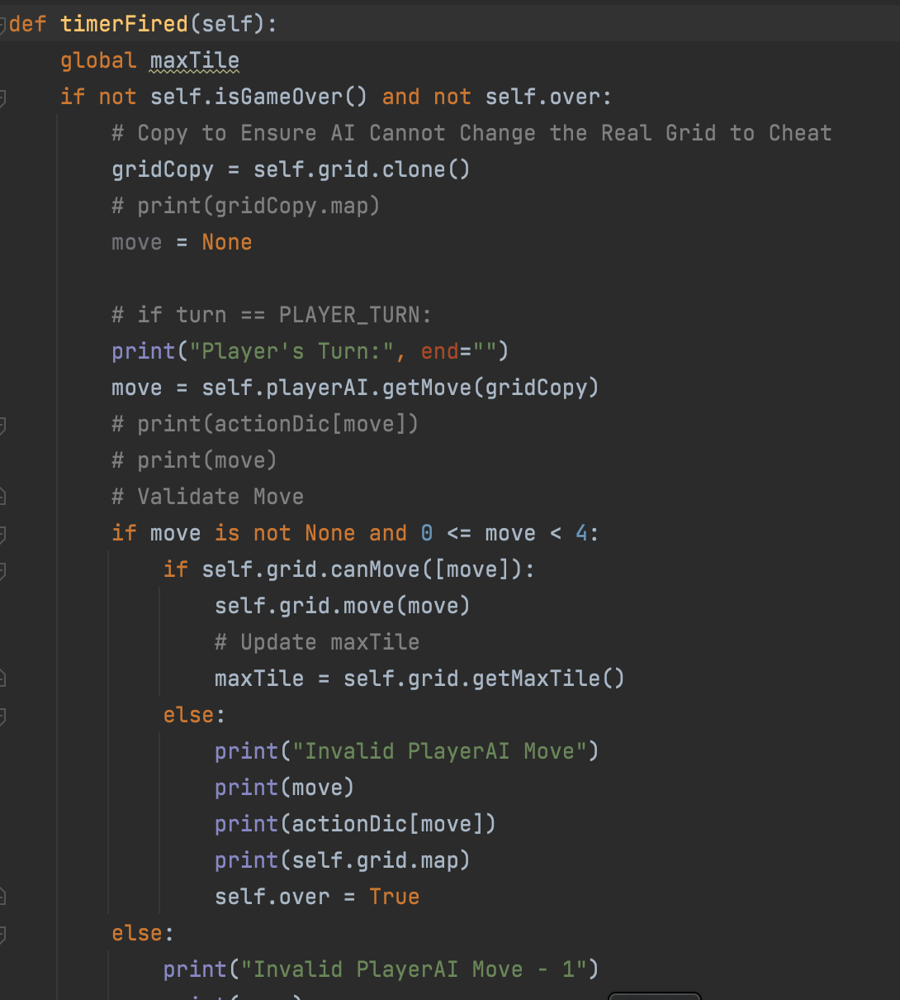 def timerFired(self):
    global maxTile
    if not self.isGameOver() and not self.over:
        # Copy to Ensure AI Cannot Change the Real Grid to Cheat
        gridCopy = self.grid.clone()
        # print(gridCopy.map)
        move = None

        # if turn == PLAYER_TURN:
        print("Player's Turn:", end="")
        move = self.playerAI.getMove(gridCopy)
        # print(actionDic[move])
        # print(move)
        # Validate Move
        if move is not None and 0 <= move < 4:
            if self.grid.canMove([move]):
                self.grid.move(move)
                # Update maxTile
                maxTile = self.grid.getMaxTile()
            else:
                print("Invalid PlayerAI Move")
                print(move)
                print(actionDic[move])
                print(self.grid.map)
                self.over = True
        else:
            print("Invalid PlayerAI Move - 1")